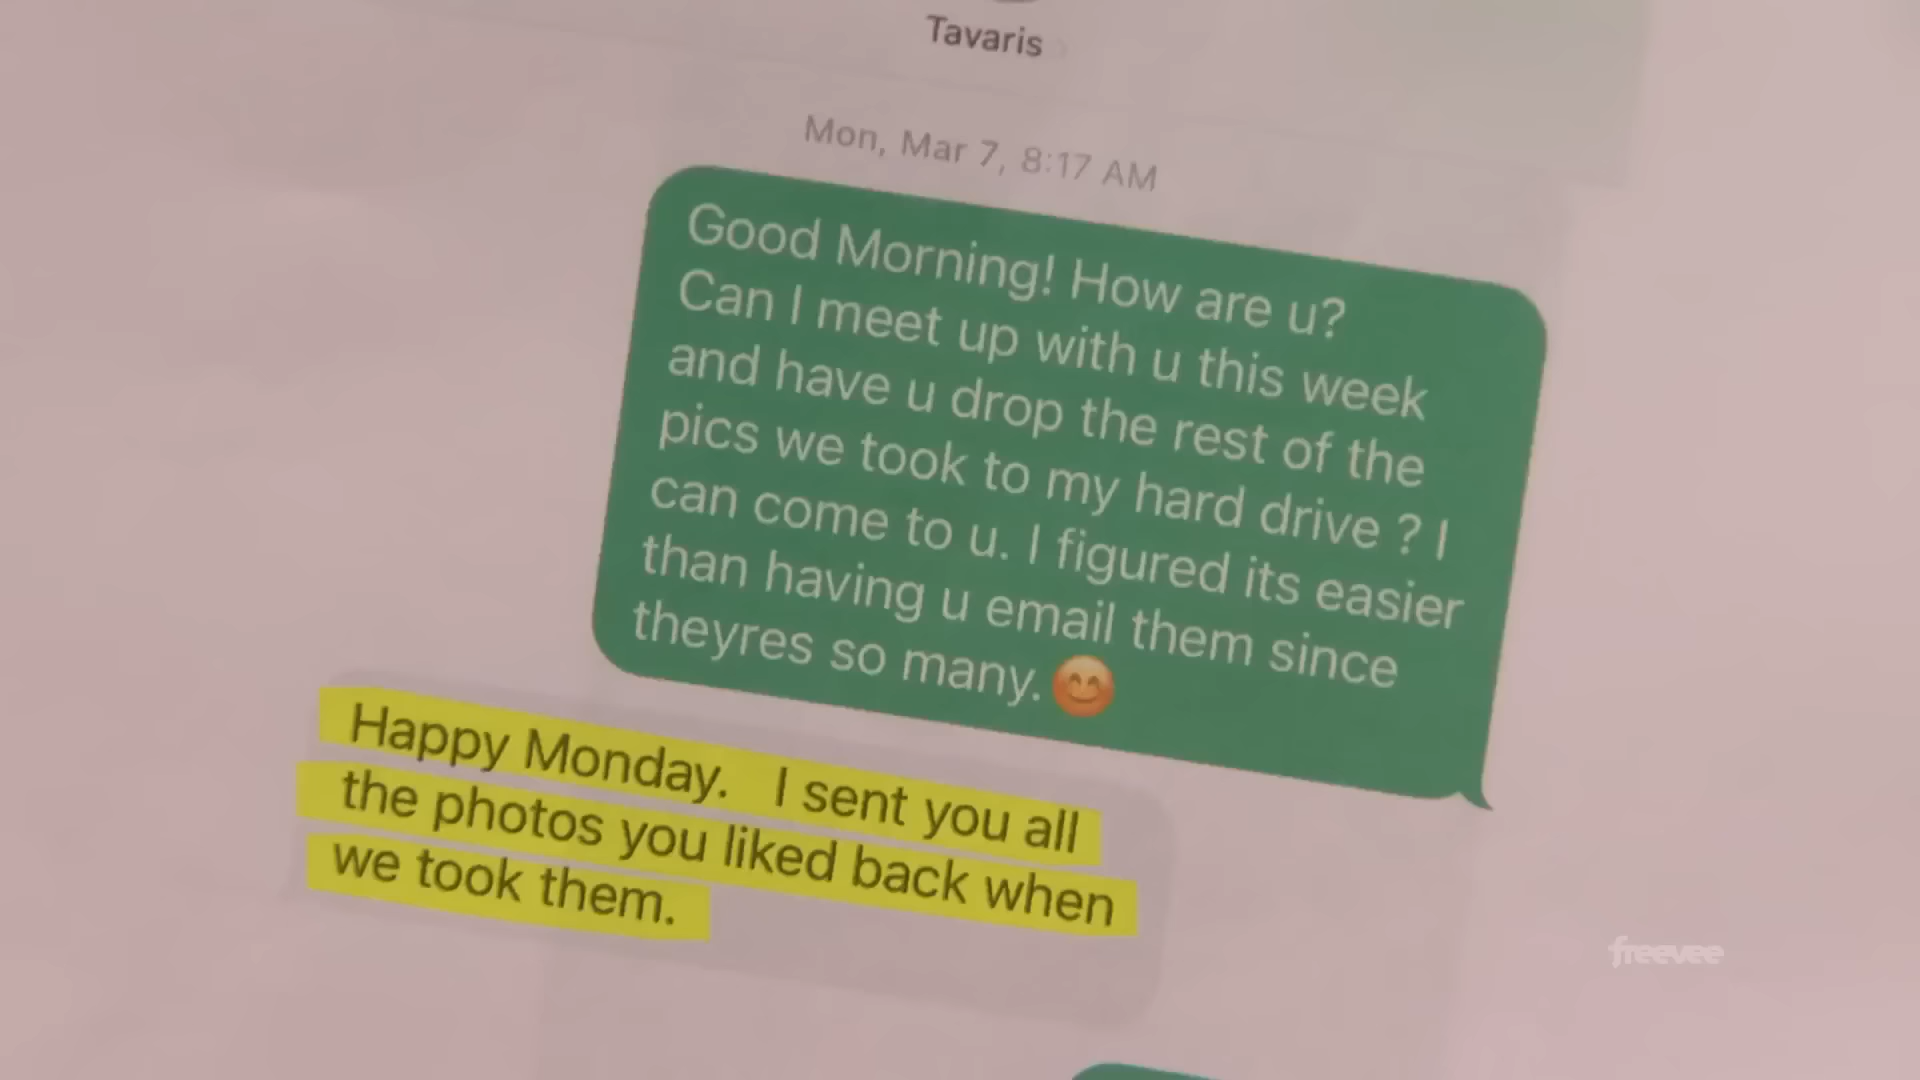 Tavaris
Mon, Mar 7, 8:17 AM
Good Morning! How are u?
Can I meet up with u this week
and have u drop the rest of the
pics we took to my hard drive ? I
can come to u. I figured its easier
than having u email them since
theyres so many.😊
Happy Monday.   I sent you all
the photos you liked back when
we took them.
freevee